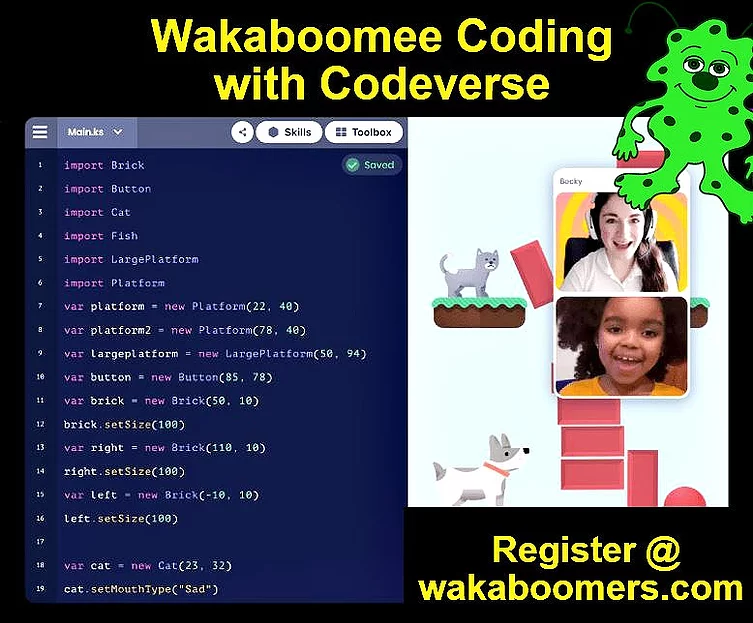 Wakaboomee Coding
with Codeverse
Main.ks
Skills
Toolbox
Saved
1 import Brick
2 import Button
3 import Cat
4 import Fish
5 import LargePlatform
6 import Platform
7 var platform = new Platform(22, 40)
8 var platform2 = new Platform(78, 40)
9 var largeplatform = new LargePlatform(50, 94)
10 var button = new Button(85, 78)
11 var brick = new Brick(50, 10)
12 brick.setSize(100)
13 var right = new Brick(110, 10)
14 right.setSize(100)
15 var left = new Brick(-10, 10)
16 left.setSize(100)
17
18 var cat = new Cat(23, 32)
19 cat.setMouthType("Sad")
Becky
Register @
wakaboomers.com